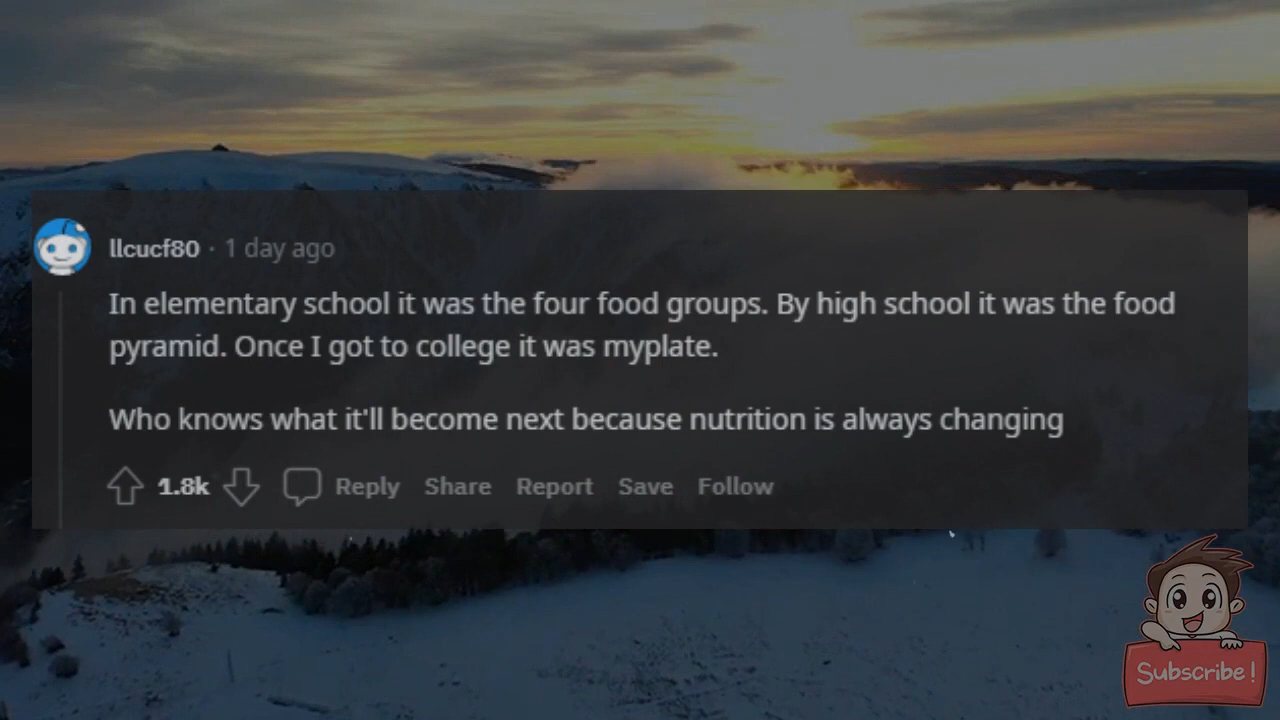 llcucf80 · 1 day ago
In elementary school it was the four food groups. By high school it was the food
pyramid. Once I got to college it was myplate.
Who knows what it'll become next because nutrition is always changing
1.8k Reply Share Report Save Follow
Subscribe!